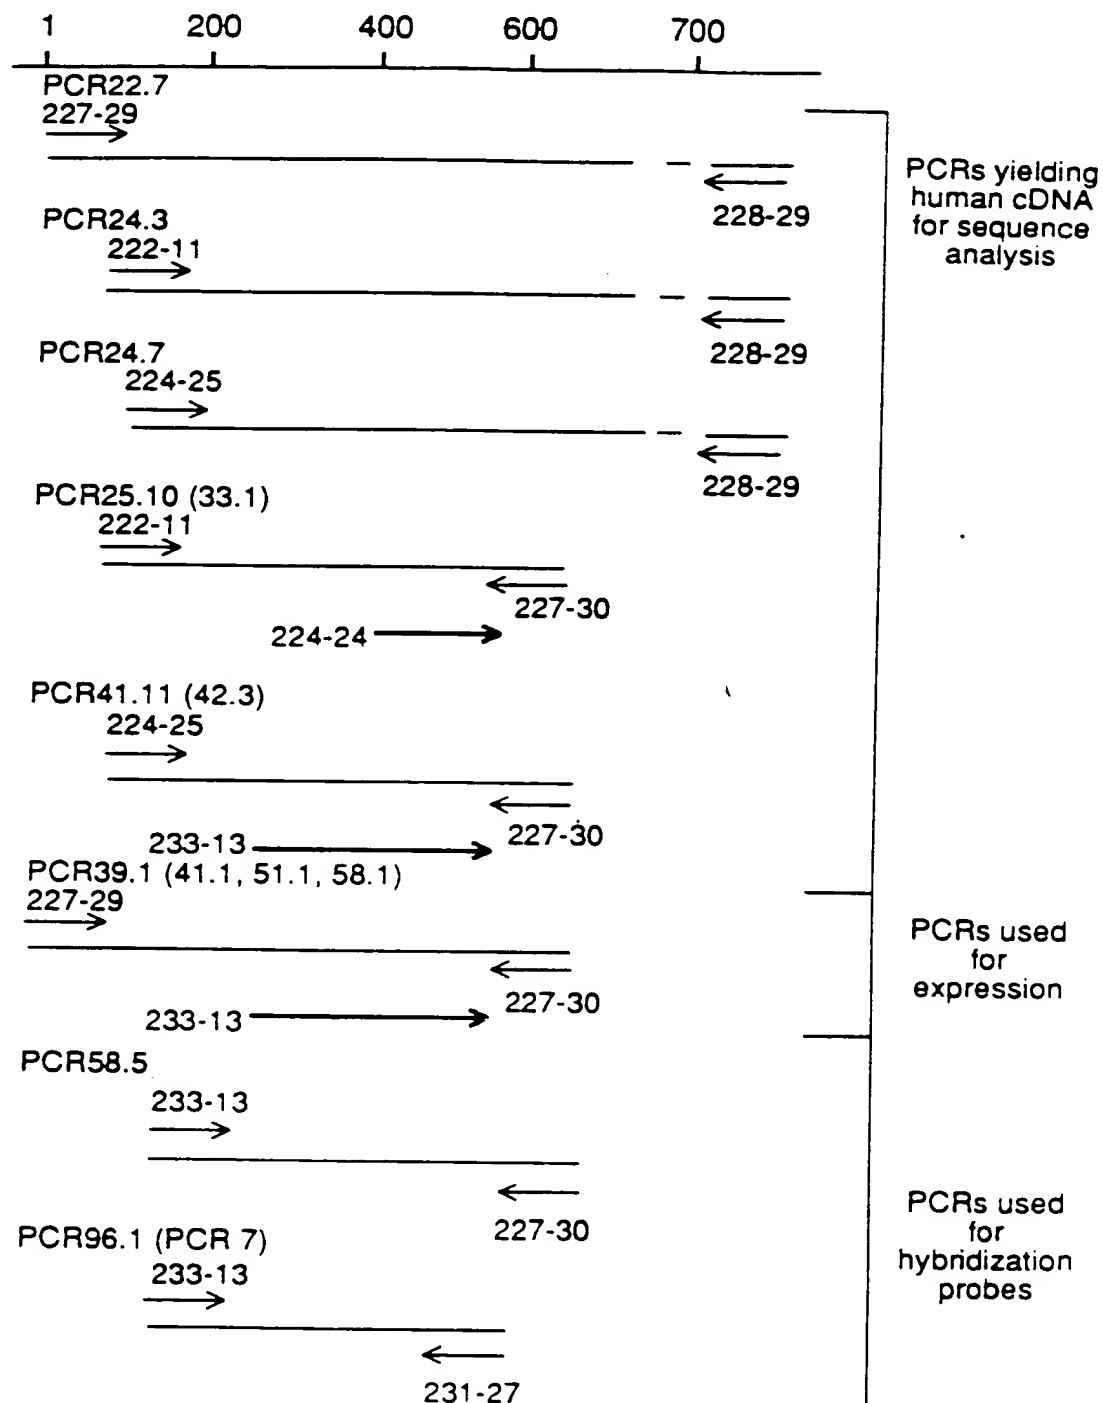 1 200 400 600 700
PCR22.7
227-29
228-29
PCRs yielding
human cDNA
for sequence
analysis
PCR24.3
222-11
228-29
PCR24.7
224-25
228-29
PCR25.10 (33.1)
222-11
227-30
224-24
PCR41.11 (42.3)
224-25
227-30
233-13
PCR39.1 (41.1, 51.1, 58.1)
227-29
227-30
233-13
PCRs used
for
expression
PCR58.5
233-13
227-30
PCR96.1 (PCR 7)
233-13
231-27
PCRs used
for
hybridization
probes